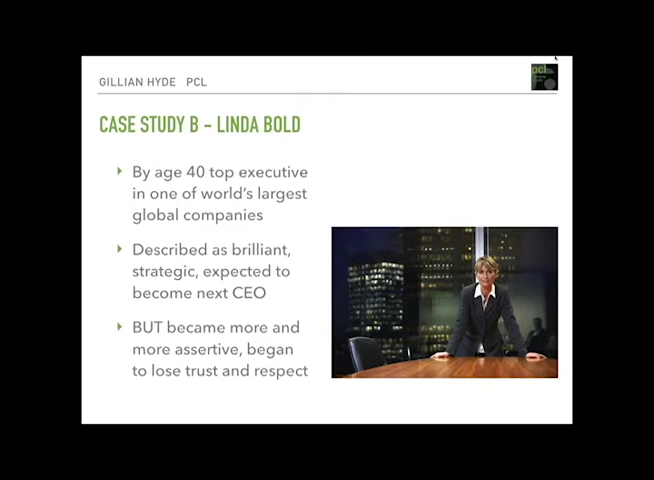 GILLIAN HYDE PCL
pcl
CASE STUDY B – LINDA BOLD
By age 40 top executive
in one of world's largest
global companies
Described as brilliant,
strategic, expected to
become next CEO
BUT became more and
more assertive, began
to lose trust and respect